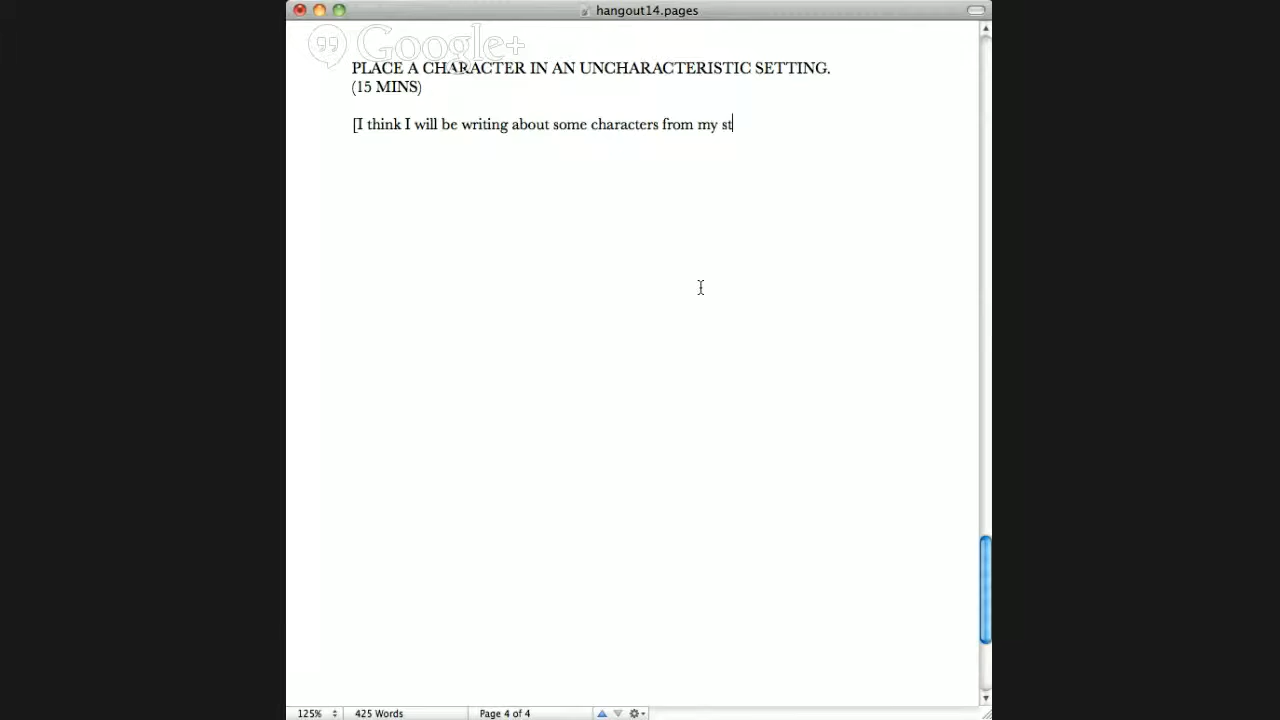 hangout14.pages
Google+
PLACE A CHARACTER IN AN UNCHARACTERISTIC SETTING.
(15 MINS)
[I think I will be writing about some characters from my st
125%
425 Words
Page 4 of 4